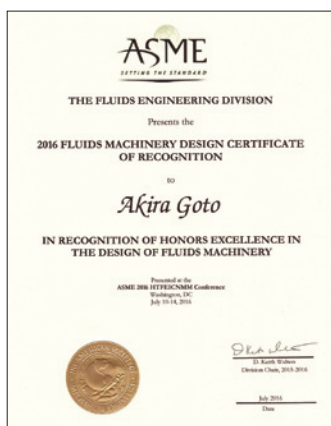 ASME
SETTING THE STANDARD
THE FLUIDS ENGINEERING DIVISION
Presents the
2016 FLUIDS MACHINERY DESIGN CERTIFICATE
OF RECOGNITION
to
Akira Goto
IN RECOGNITION OF HONORS EXCELLENCE IN
THE DESIGN OF FLUIDS MACHINERY
Presented at the
ASME 2016 HTFEICNMM Conference
Washington, DC
July 10-14, 2016
D. Keith Walters
Division Chair, 2015-2016
July 2016
Date